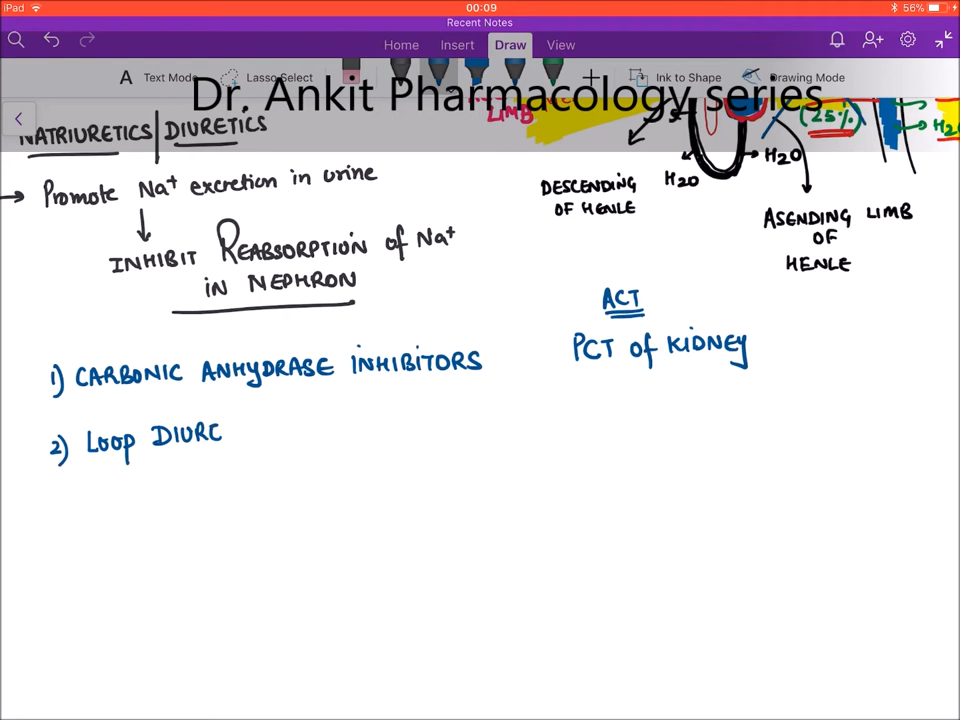 iPad
00:09
56%
Recent Notes
Home Insert Draw View
Text Mode
Lasso Select
Ink to Shape
Drawing Mode
Dr. Ankit Pharmacology series
NATRIURETICS | DIURETICS
→ Promote Na+ excretion in urine
INHIBIT REABSORPTION of Na+
in NEPHRON
LIMB
(25%)
H2O
H2O
H2O
DESCENDING
OF HENLE
ASENDING LIMB
OF
HENLE
ACT
PCT of KIDNEY
1) CARBONIC ANHYDRASE INHIBITORS
2) Loop DIURC